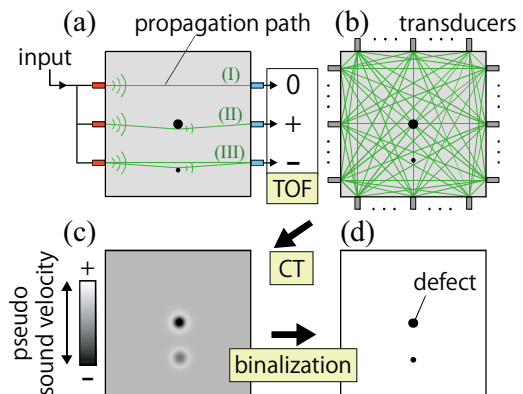 (a)
propagation path
(b)
transducers
input
(I)
0
(II)
+
(III)
−
TOF
(c)
CT
(d)
+
pseudo
sound velocity
−
defect
binalization